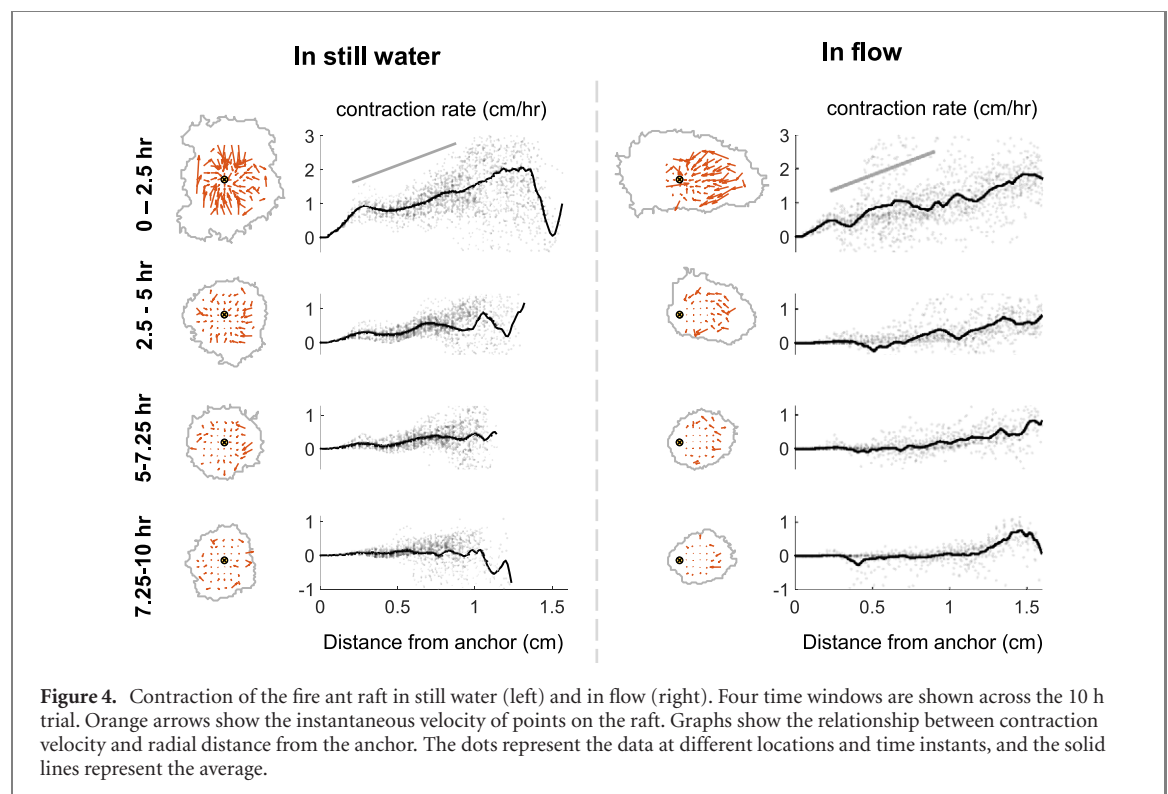 In still water
In flow
contraction rate (cm/hr)
contraction rate (cm/hr)
0 – 2.5 hr
3
2
1
0
3
2
1
0
2.5 - 5 hr
1
0
1
0
5-7.25 hr
1
0
1
0
7.25-10 hr
1
0
-1
0
0.5
1
1.5
1
0
-1
0
0.5
1
1.5
Distance from anchor (cm)
Distance from anchor (cm)
Figure 4. Contraction of the fire ant raft in still water (left) and in flow (right). Four time windows are shown across the 10 h
trial. Orange arrows show the instantaneous velocity of points on the raft. Graphs show the relationship between contraction
velocity and radial distance from the anchor. The dots represent the data at different locations and time instants, and the solid
lines represent the average.